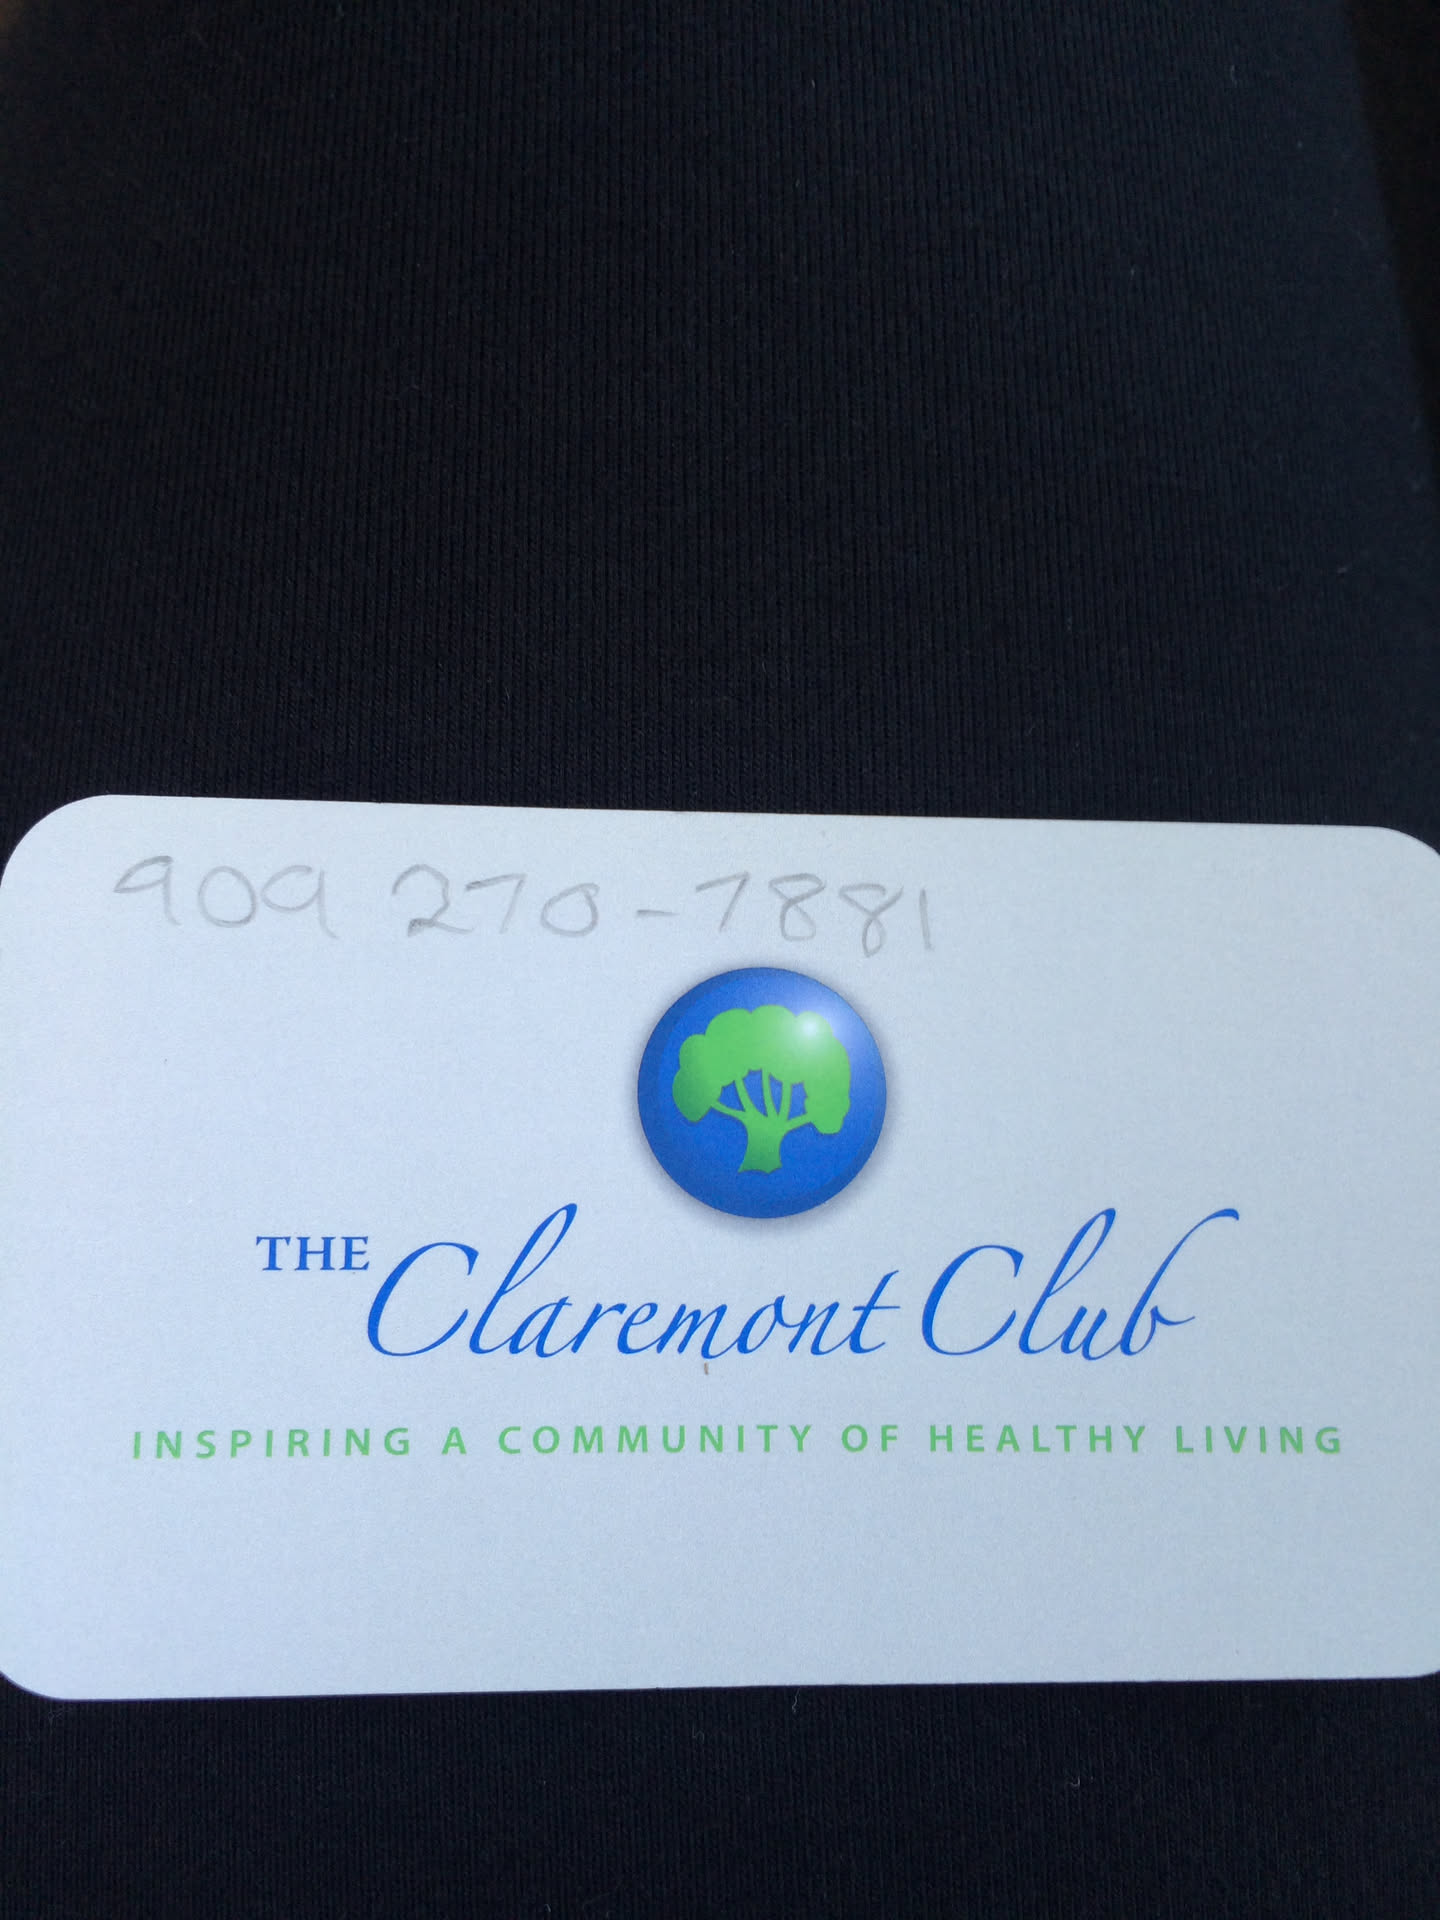 909 270-7881
THE Claremont Club
INSPIRING A COMMUNITY OF HEALTHY LIVING